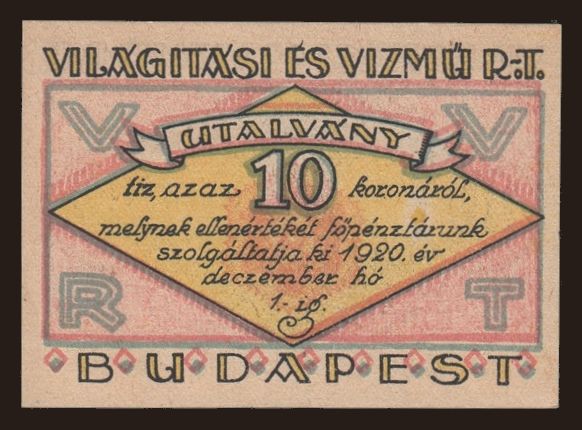 VILÁGITÁSI ÉS VIZMŰ R.-T.
V V
UTALVÁNY
tiz, azaz 10 koronáról,
melynek ellenértékét főpénztárunk
szolgáltatja ki 1920. év
deczember hó
1.-ig.
R T
BUDAPEST